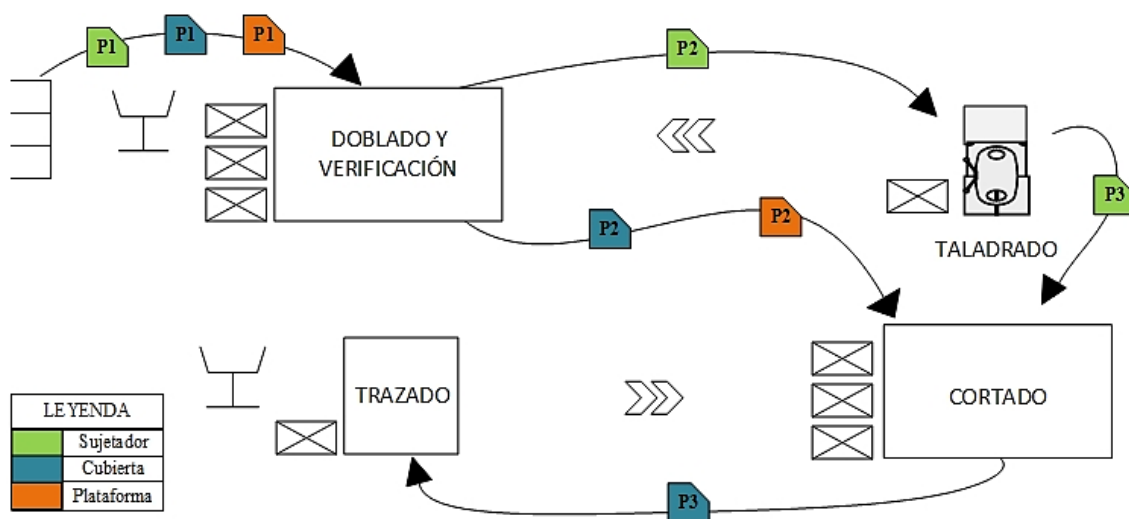 P1
P1
P1
P2
DOBLADO Y
VERIFICACIÓN
P2
P2
P3
TALADRADO
TRAZADO
CORTADO
LEYENDA
Sujetador
Cubierta
Plataforma
P3